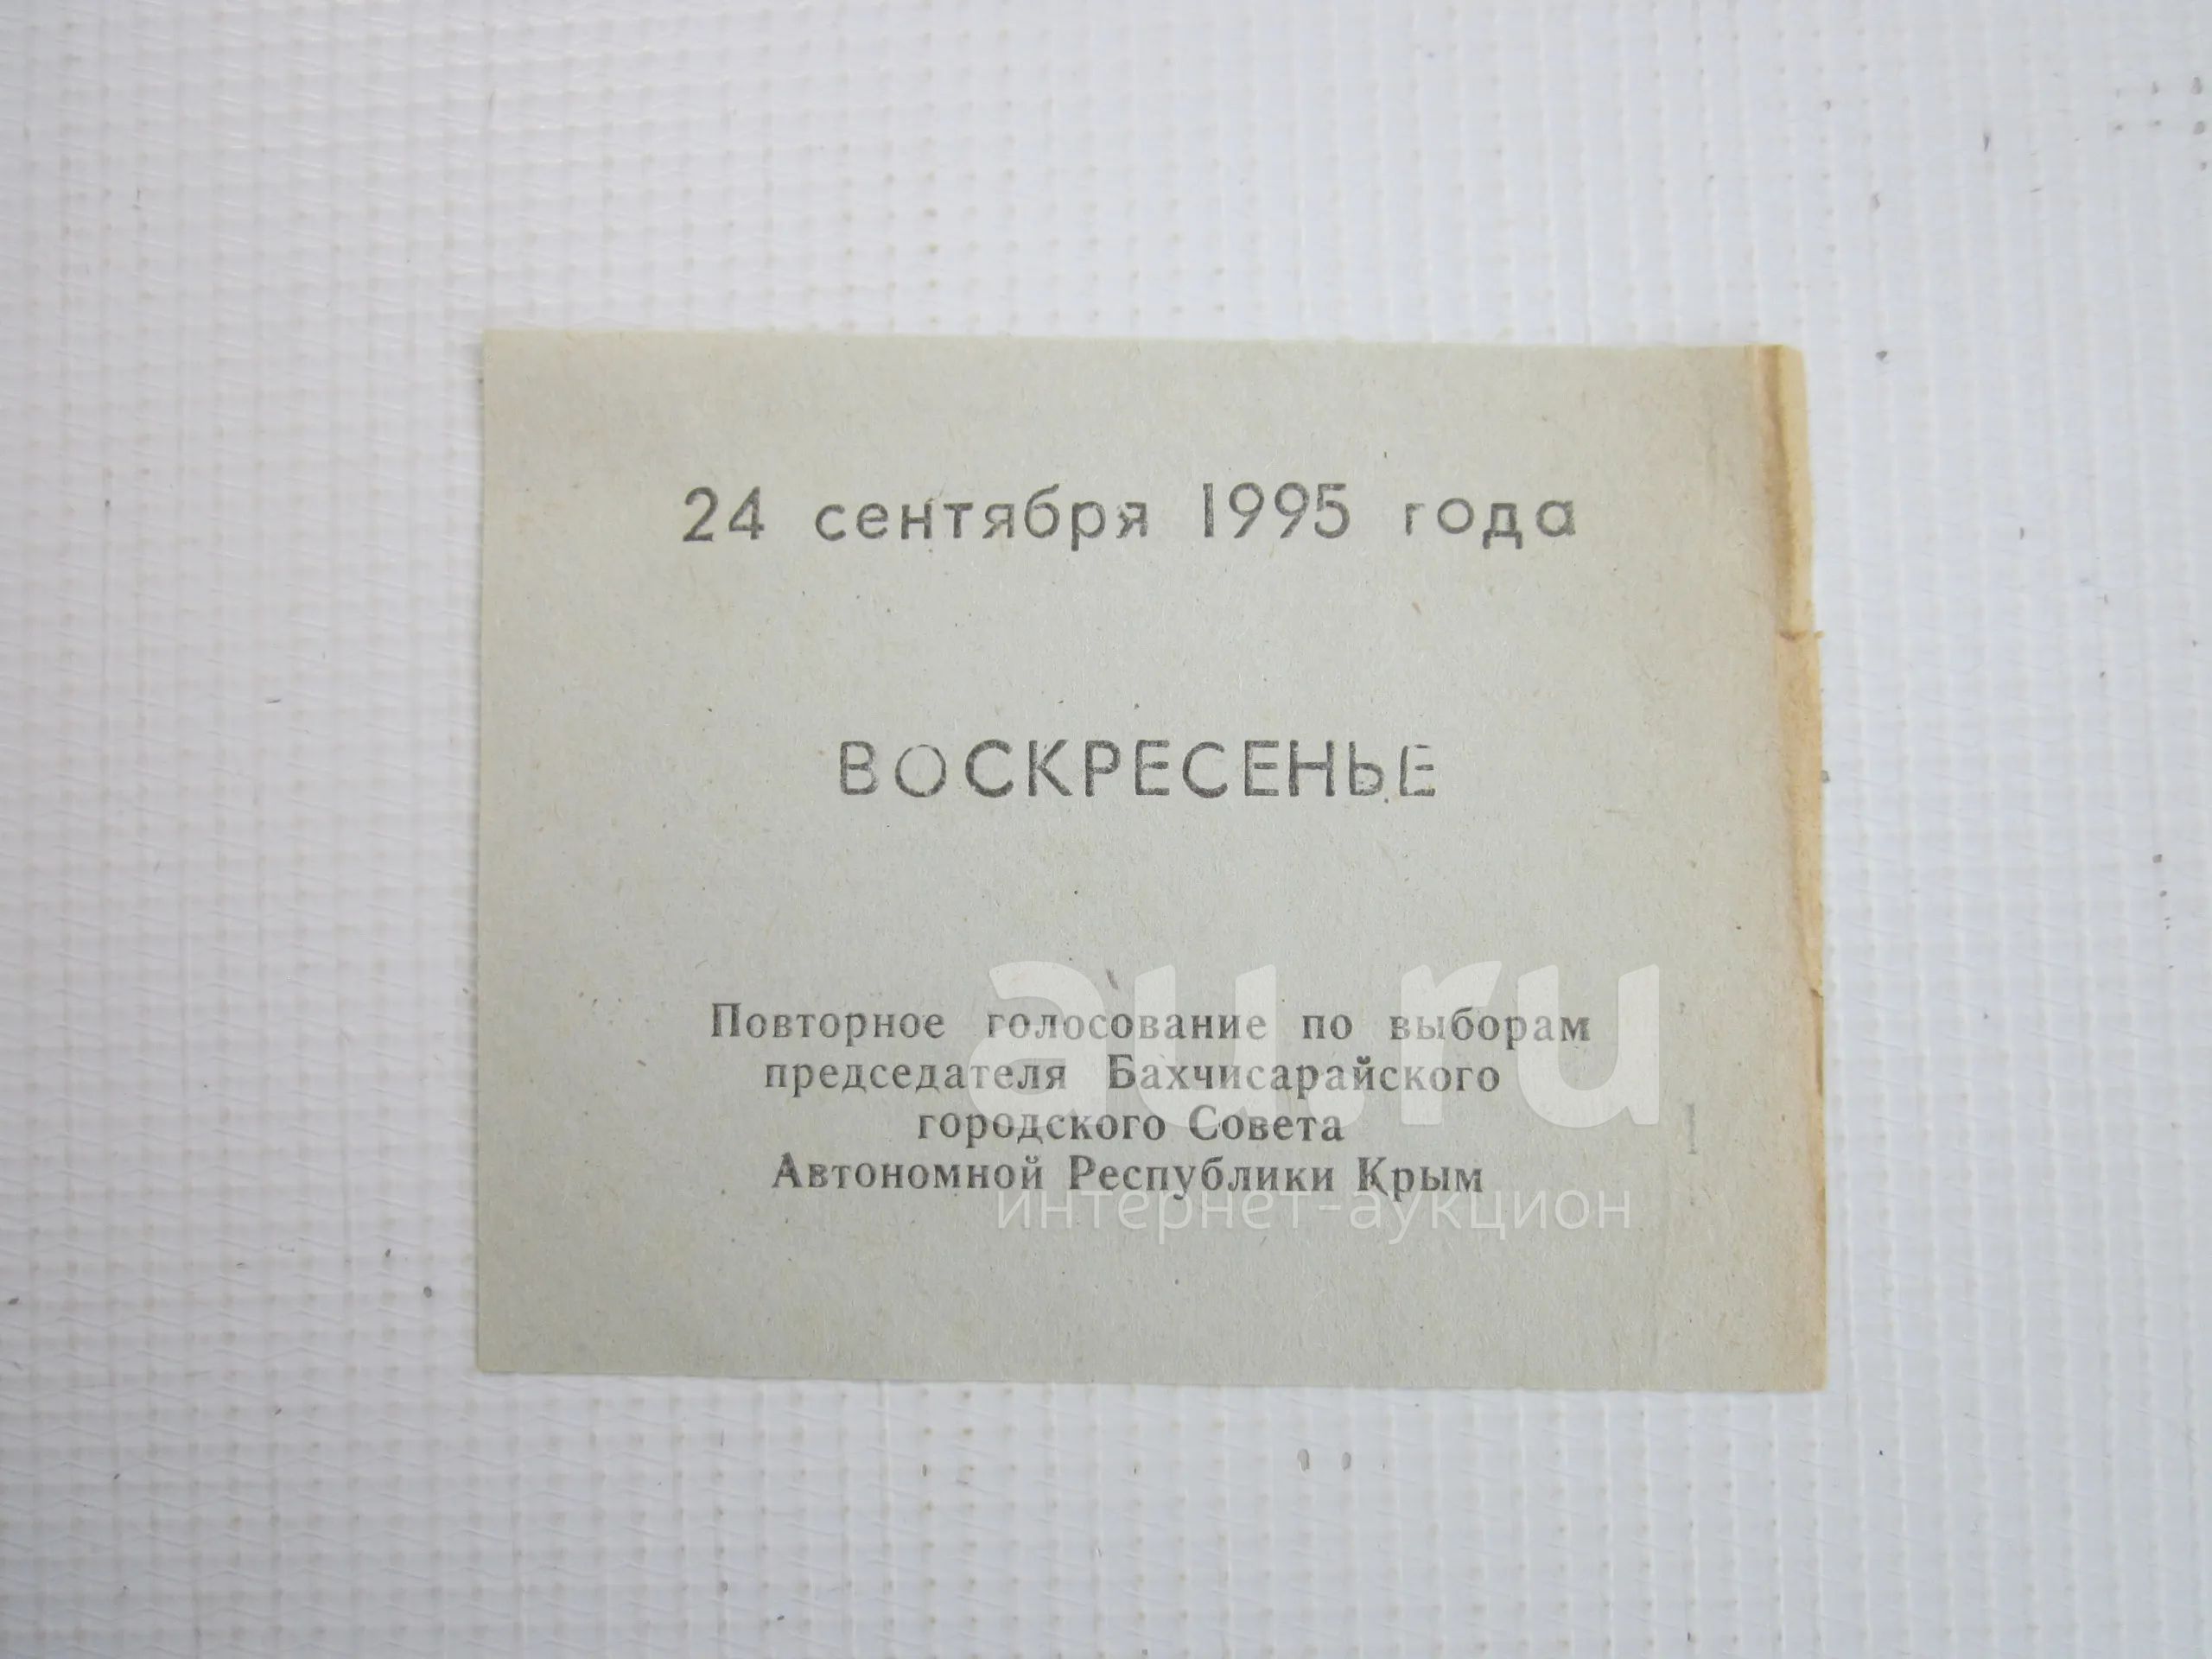 24 сентября 1995 года
ВОСКРЕСЕНЬЕ
Повторное голосование по выборам
председателя Бахчисарайского
городского Совета
Автономной Республики Крым
au.ru
интернет-аукцион